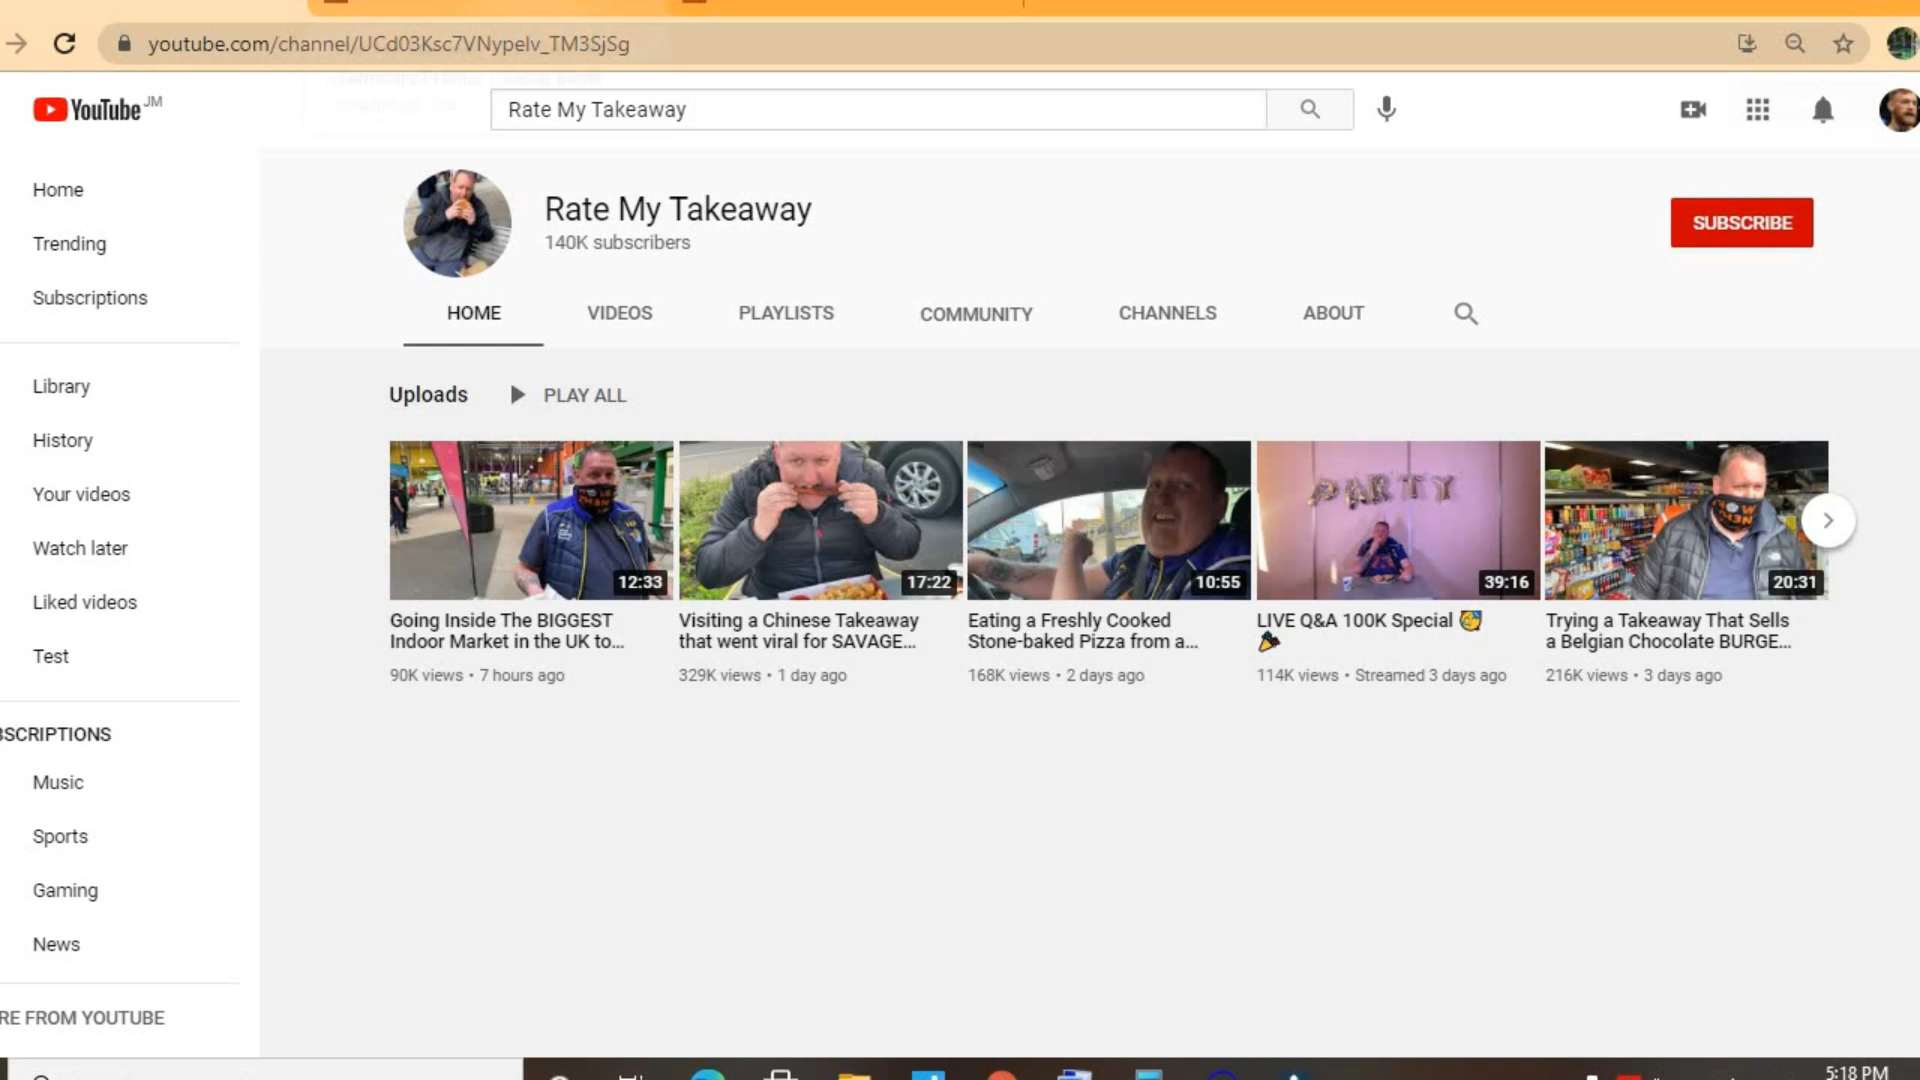 youtube.com/channel/UCd03Ksc7VNypelv_TM3SjSg
YouTube JM
Rate My Takeaway
Home
Trending
Subscriptions
Library
History
Your videos
Watch later
Liked videos
Test
BSCRIPTIONS
Music
Sports
Gaming
News
RE FROM YOUTUBE
Rate My Takeaway
140K subscribers
SUBSCRIBE
HOME VIDEOS PLAYLISTS COMMUNITY CHANNELS ABOUT
Uploads PLAY ALL
12:33
Going Inside The BIGGEST
Indoor Market in the UK to...
90K views • 7 hours ago
17:22
Visiting a Chinese Takeaway
that went viral for SAVAGE...
329K views • 1 day ago
10:55
Eating a Freshly Cooked
Stone-baked Pizza from a...
168K views • 2 days ago
PARTY
39:16
LIVE Q&A 100K Special 🥳
🎉
114K views • Streamed 3 days ago
20:31
Trying a Takeaway That Sells
a Belgian Chocolate BURGE...
216K views • 3 days ago
5:18 PM